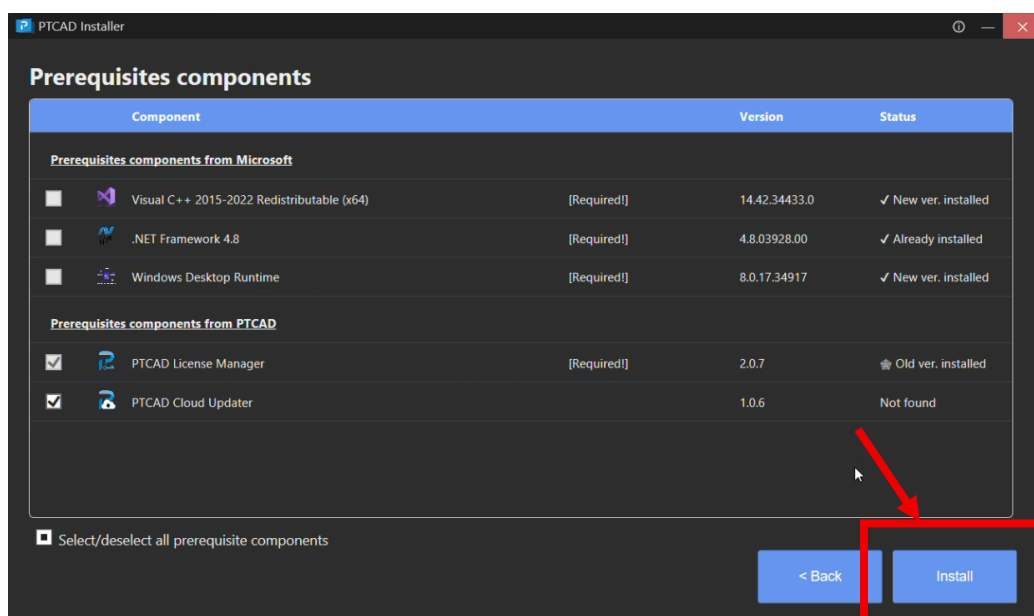 PTCAD Installer
Prerequisites components
Component Version Status
Prerequisites components from Microsoft
Visual C++ 2015-2022 Redistributable (x64) [Required!] 14.42.34433.0 ✓ New ver. installed
.NET Framework 4.8 [Required!] 4.8.03928.00 ✓ Already installed
Windows Desktop Runtime [Required!] 8.0.17.34917 ✓ New ver. installed
Prerequisites components from PTCAD
PTCAD License Manager [Required!] 2.0.7 Old ver. installed
PTCAD Cloud Updater 1.0.6 Not found
Select/deselect all prerequisite components
< Back Install